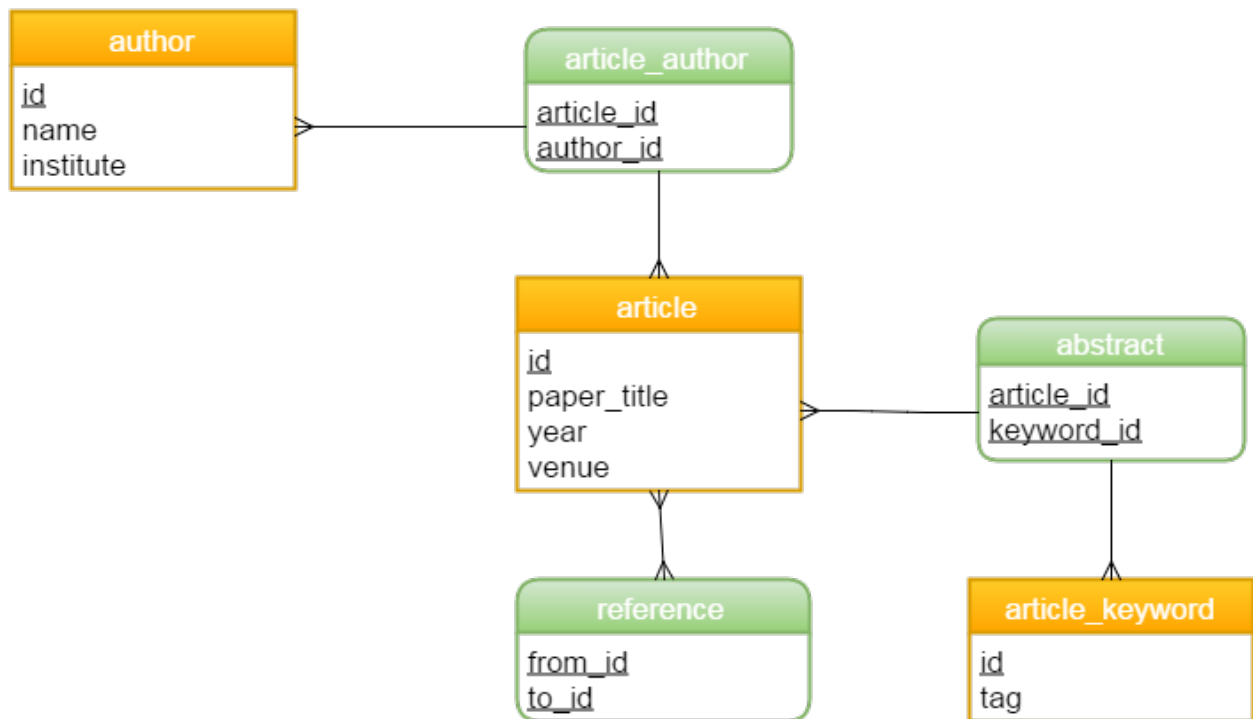 author
id
name
institute
article_author
article_id
author_id
article
id
paper_title
year
venue
abstract
article_id
keyword_id
reference
from_id
to_id
article_keyword
id
tag